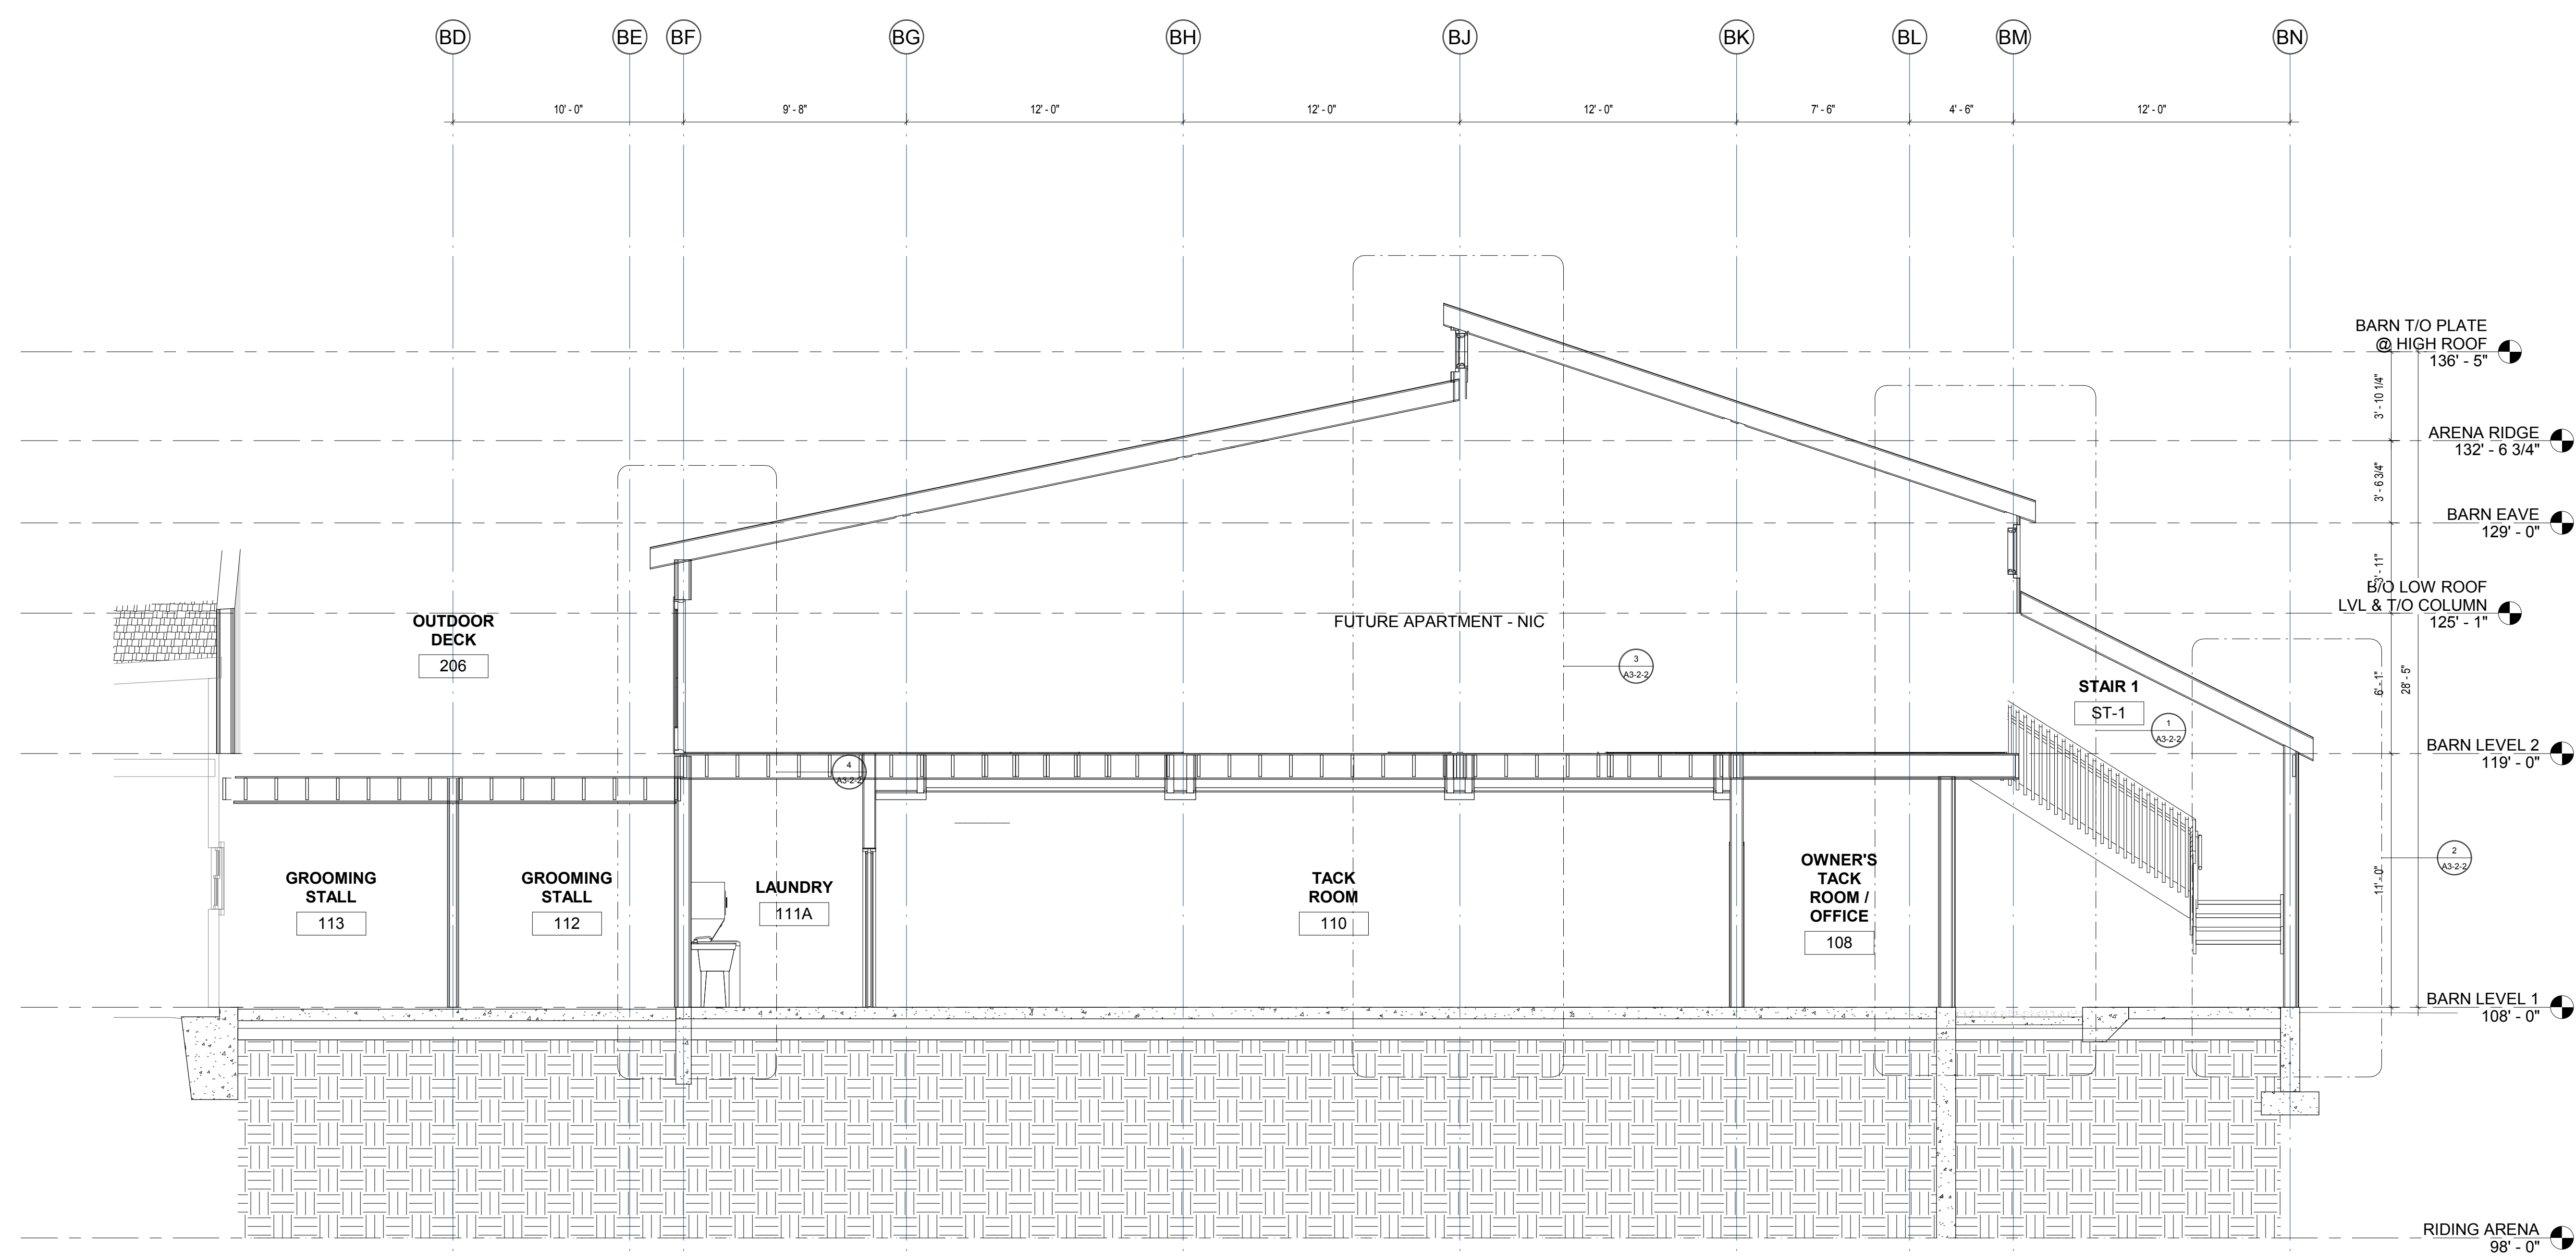 BD BE BF BG BH BJ BK BL BM BN
10' - 0" 9' - 8" 12' - 0" 12' - 0" 12' - 0" 7' - 6" 4' - 6" 12' - 0"
BARN T/O PLATE
@ HIGH ROOF
136' - 5"
3' - 10 1/4"
ARENA RIDGE
132' - 6 3/4"
3' - 6 3/4"
BARN EAVE
129' - 0"
3' - 11"
B/O LOW ROOF
LVL & T/O COLUMN
125' - 1"
OUTDOOR
DECK
206
FUTURE APARTMENT - NIC
3
A3-2-2
STAIR 1
ST-1
1
A3-2-2
6' - 1"
28' - 5"
BARN LEVEL 2
119' - 0"
4
A3-2-2
2
A3-2-2
11' - 0"
GROOMING
STALL
113
GROOMING
STALL
112
LAUNDRY
111A
TACK
ROOM
110
OWNER'S
TACK
ROOM /
OFFICE
108
BARN LEVEL 1
108' - 0"
RIDING ARENA
98' - 0"